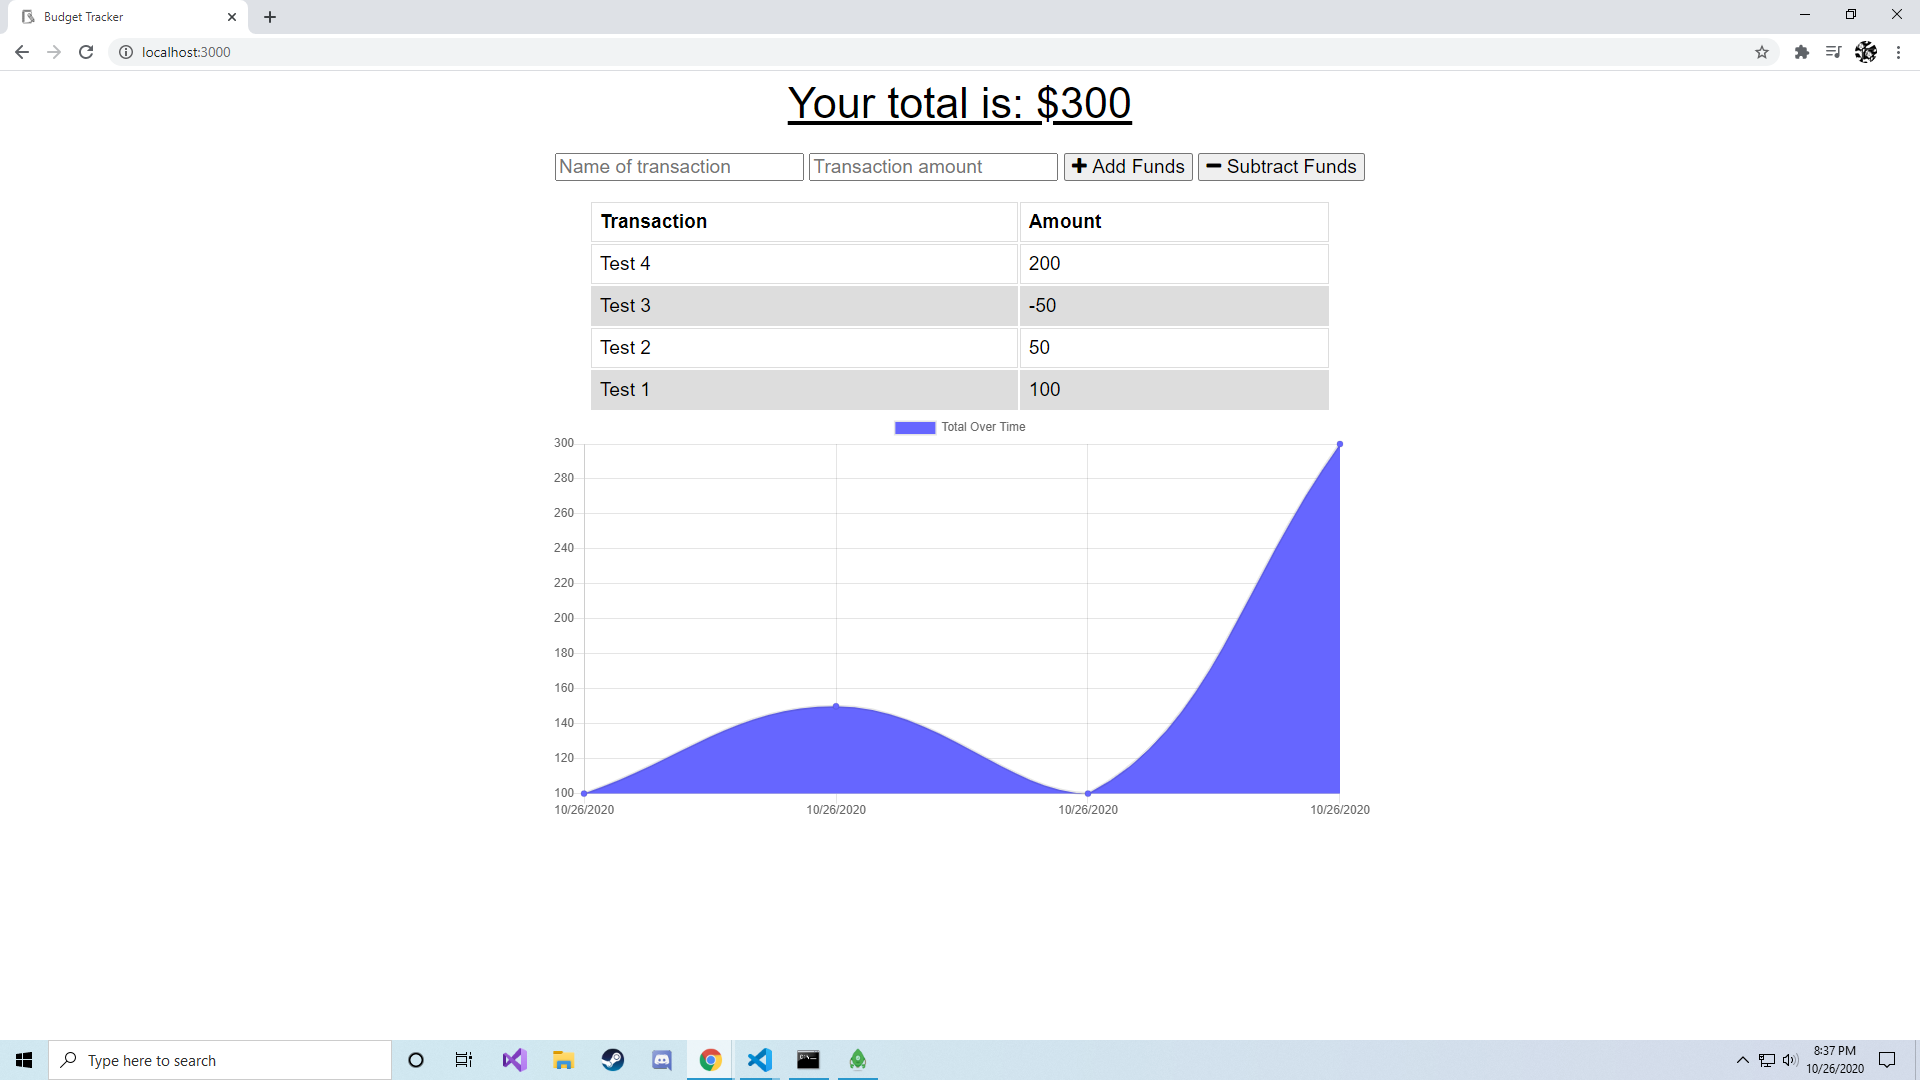 Budget Tracker
localhost:3000
Your total is: $300
Name of transaction Transaction amount Add Funds Subtract Funds
Transaction Amount
Test 4 200
Test 3 -50
Test 2 50
Test 1 100
Total Over Time
300
280
260
240
220
200
180
160
140
120
100
10/26/2020 10/26/2020 10/26/2020 10/26/2020
Type here to search
8:37 PM
10/26/2020